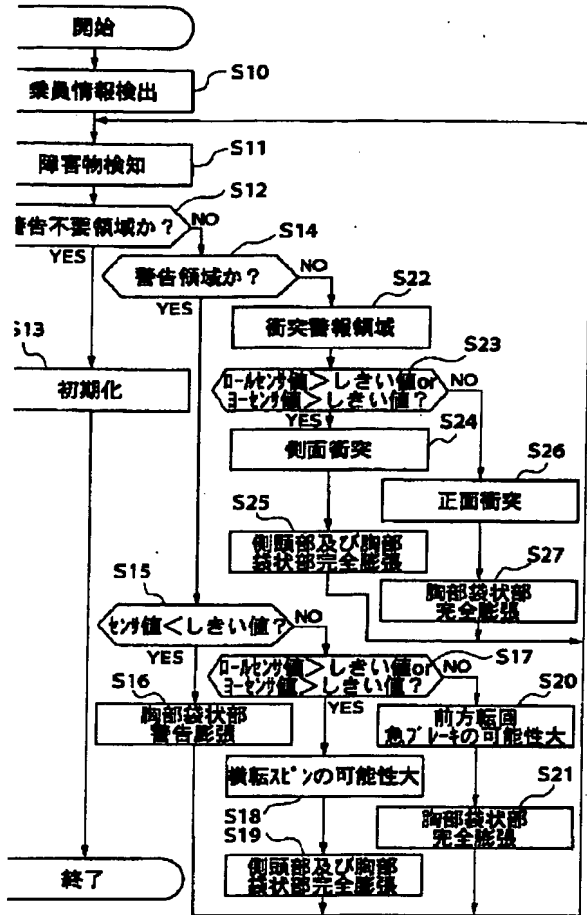 開始
S10
乗員情報検出
S11
障害物検知
S12
警告不要領域か？
NO
YES
S14
警告領域か？
NO
YES
S13
初期化
S22
衝突警報領域
S23
ロールセンサ値＞しきい値or
ヨーセンサ値＞しきい値？
NO
YES
S24
側面衝突
S26
正面衝突
S25
側頭部及び胸部
袋状部完全膨張
S27
胸部袋状部
完全膨張
S15
センサ値＜しきい値？
NO
YES
S17
ロールセンサ値＞しきい値or
ヨーセンサ値＞しきい値？
NO
YES
S16
胸部袋状部
警告膨張
S20
前方転回
急ブレーキの可能性大
横転スピンの可能性大
S18
S21
胸部袋状部
完全膨張
S19
側頭部及び胸部
袋状部完全膨張
終了